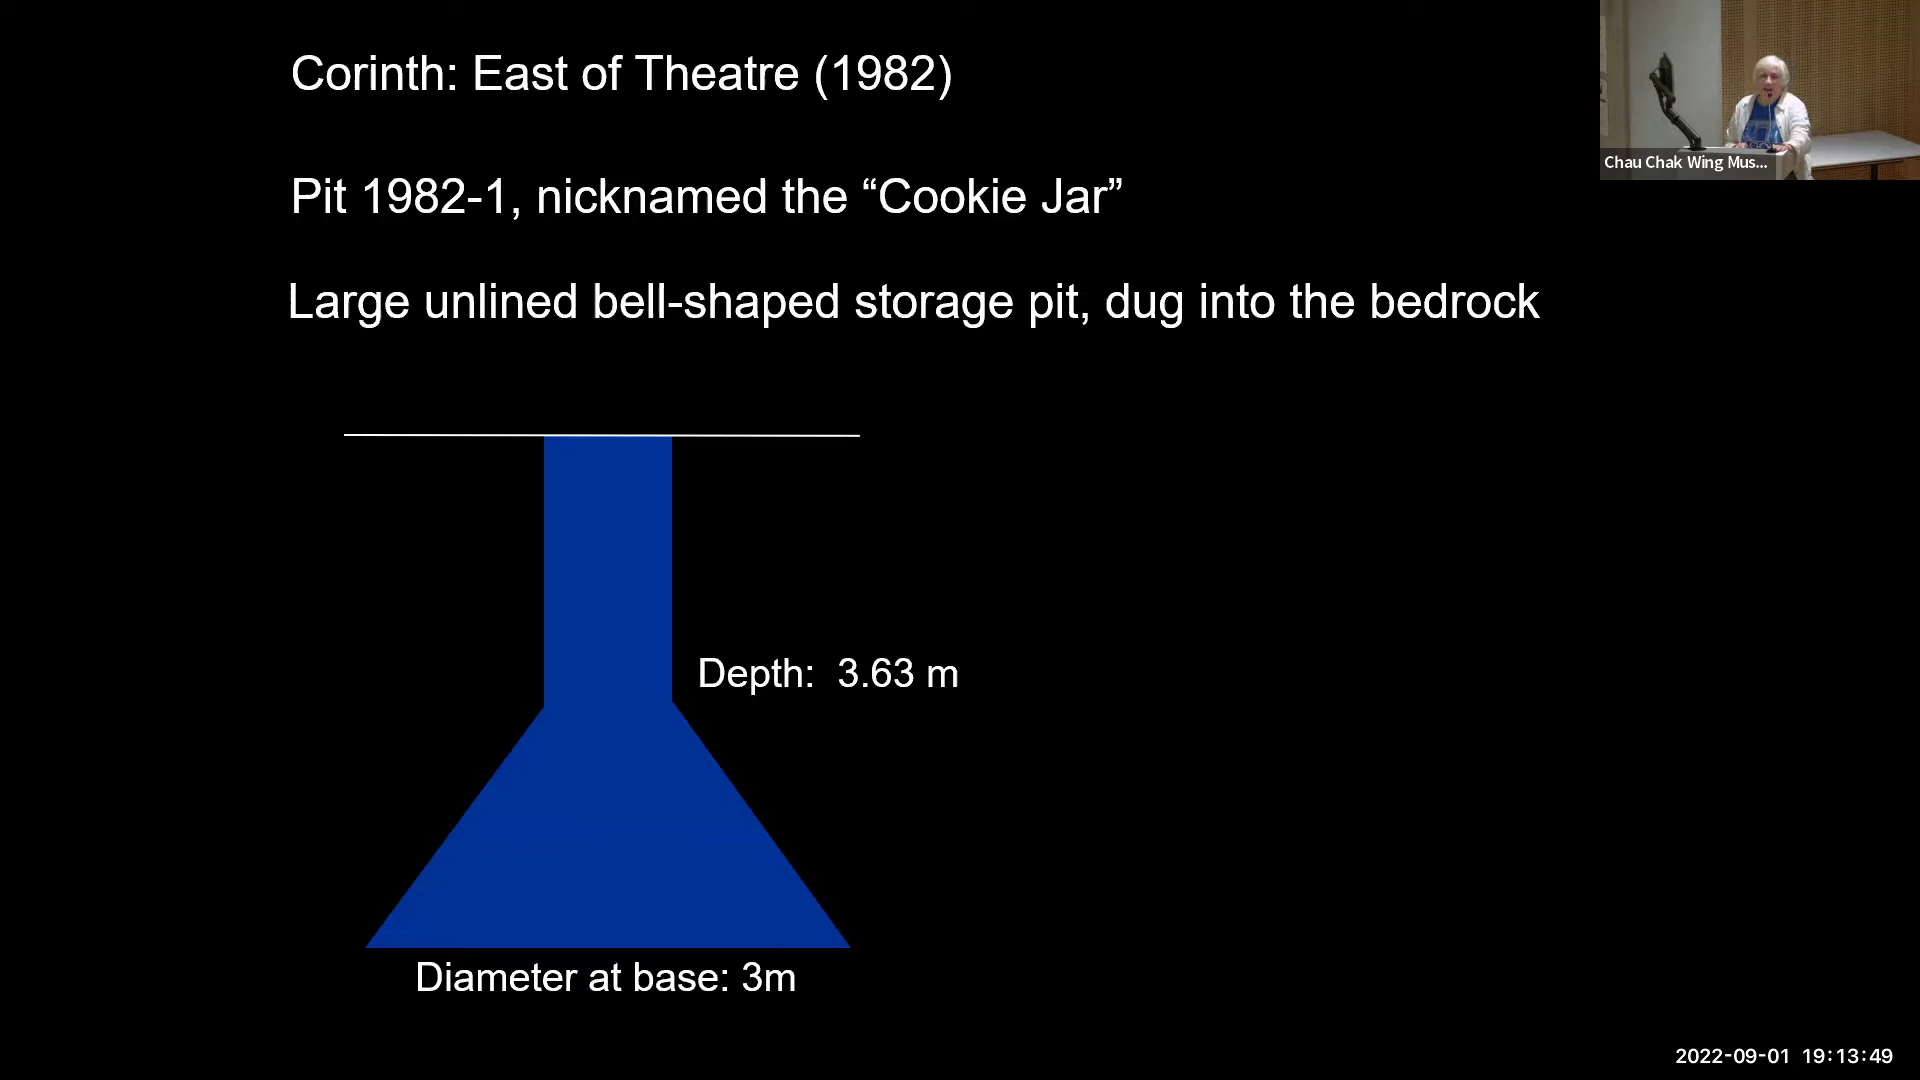 Corinth: East of Theatre (1982)
Chau Chak Wing Mus...
Pit 1982-1, nicknamed the “Cookie Jar”
Large unlined bell-shaped storage pit, dug into the bedrock
Depth:  3.63 m
Diameter at base: 3m
2022-09-01 19:13:49